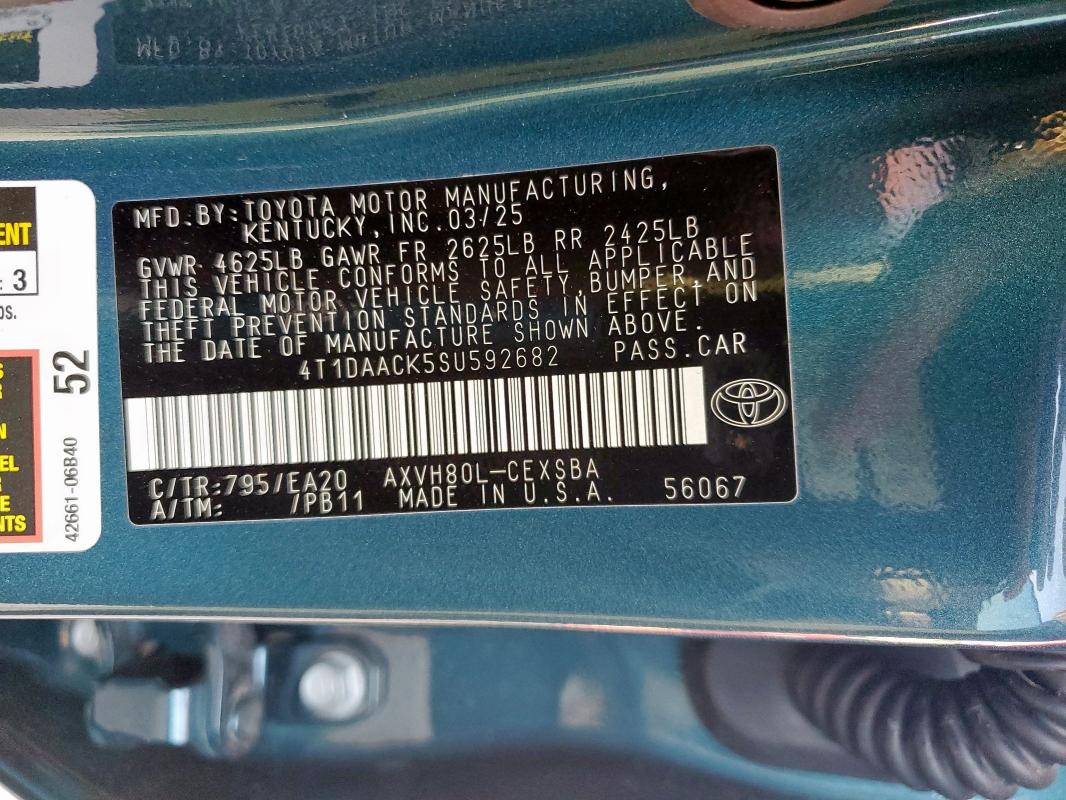 MFD.BY:TOYOTA MOTOR MANUFACTURING,
KENTUCKY, INC. 03/25
GVWR 4625LB GAWR FR 2625LB RR 2425LB
THIS VEHICLE CONFORMS TO ALL APPLICABLE
FEDERAL MOTOR VEHICLE SAFETY,BUMPER,AND
THEFT PREVENTION STANDARDS IN EFFECT ON
THE DATE OF MANUFACTURE SHOWN ABOVE.
4T1DAACK5SU592682 PASS.CAR
C/TR:795/EA20 AXVH80L-CEXSBA
A/TM: /PB11 MADE IN U.S.A. 56067
3
52
42661-06B40